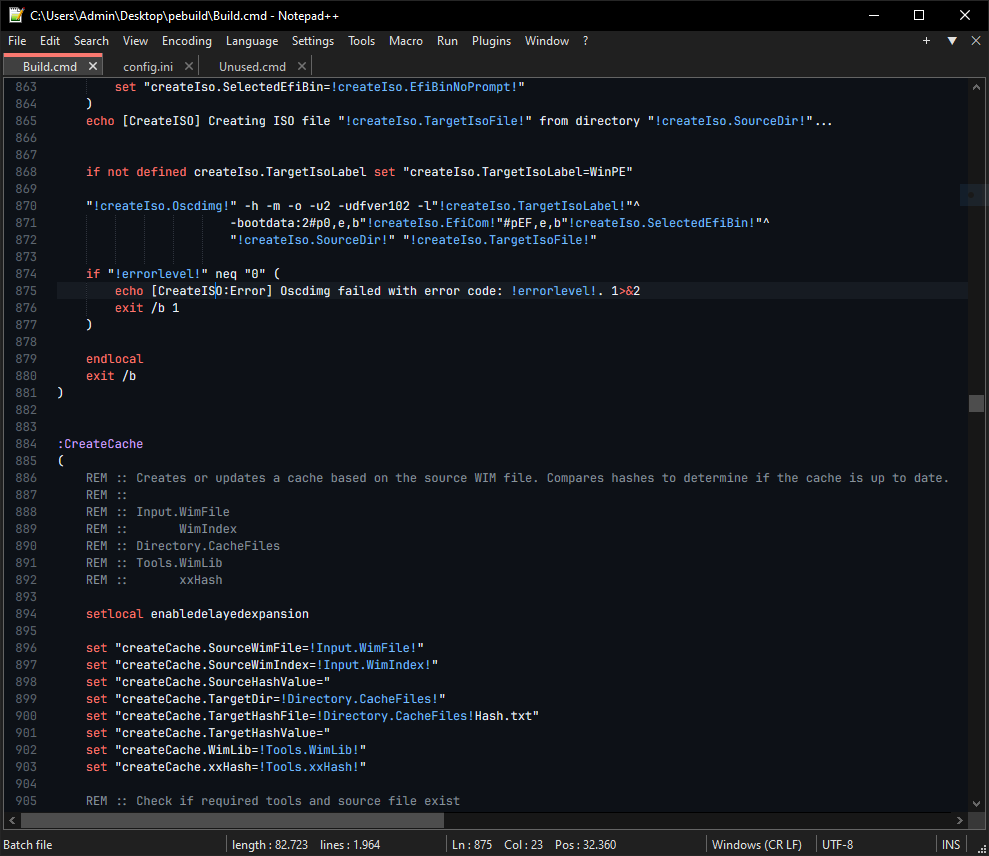 C:\Users\Admin\Desktop\pebuild\Build.cmd - Notepad++
File Edit Search View Encoding Language Settings Tools Macro Run Plugins Window ?
Build.cmd config.ini Unused.cmd
863 set "createIso.SelectedEfiBin=!createIso.EfiBinNoPrompt!"
864 )
865 echo [CreateISO] Creating ISO file "!createIso.TargetIsoFile!" from directory "!createIso.SourceDir!"...
866
867
868 if not defined createIso.TargetIsoLabel set "createIso.TargetIsoLabel=WinPE"
869
870 "!createIso.Oscdimg!" -h -m -o -u2 -udfver102 -l"!createIso.TargetIsoLabel!"^
871 -bootdata:2#p0,e,b"!createIso.EfiCom!"#pEF,e,b"!createIso.SelectedEfiBin!"^
872 "!createIso.SourceDir!" "!createIso.TargetIsoFile!"
873
874 if "!errorlevel!" neq "0" (
875 echo [CreateISO:Error] Oscdimg failed with error code: !errorlevel!. 1>&2
876 exit /b 1
877 )
878
879 endlocal
880 exit /b
881 )
882
883
884 :CreateCache
885 (
886 REM :: Creates or updates a cache based on the source WIM file. Compares hashes to determine if the cache is up to date.
887 REM ::
888 REM :: Input.WimFile
889 REM :: WimIndex
890 REM :: Directory.CacheFiles
891 REM :: Tools.WimLib
892 REM :: xxHash
893
894 setlocal enabledelayedexpansion
895
896 set "createCache.SourceWimFile=!Input.WimFile!"
897 set "createCache.SourceWimIndex=!Input.WimIndex!"
898 set "createCache.SourceHashValue="
899 set "createCache.TargetDir=!Directory.CacheFiles!"
900 set "createCache.TargetHashFile=!Directory.CacheFiles!Hash.txt"
901 set "createCache.TargetHashValue="
902 set "createCache.WimLib=!Tools.WimLib!"
903 set "createCache.xxHash=!Tools.xxHash!"
904
905 REM :: Check if required tools and source file exist
Batch file length : 82.723 lines : 1.964 Ln : 875 Col : 23 Pos : 32.360 Windows (CR LF) UTF-8 INS